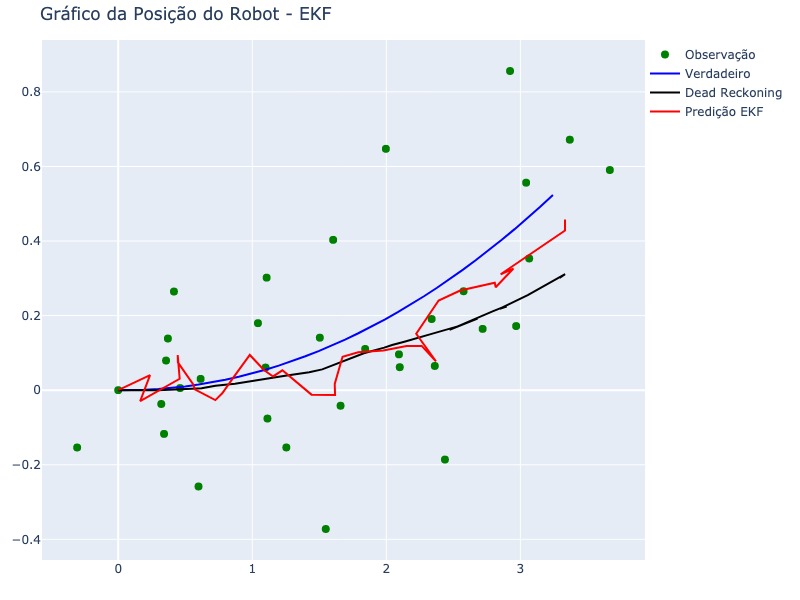 Gráfico da Posição do Robot - EKF
Observação
Verdadeiro
Dead Reckoning
Predição EKF
0.8
0.6
0.4
0.2
0
−0.2
−0.4
0 1 2 3